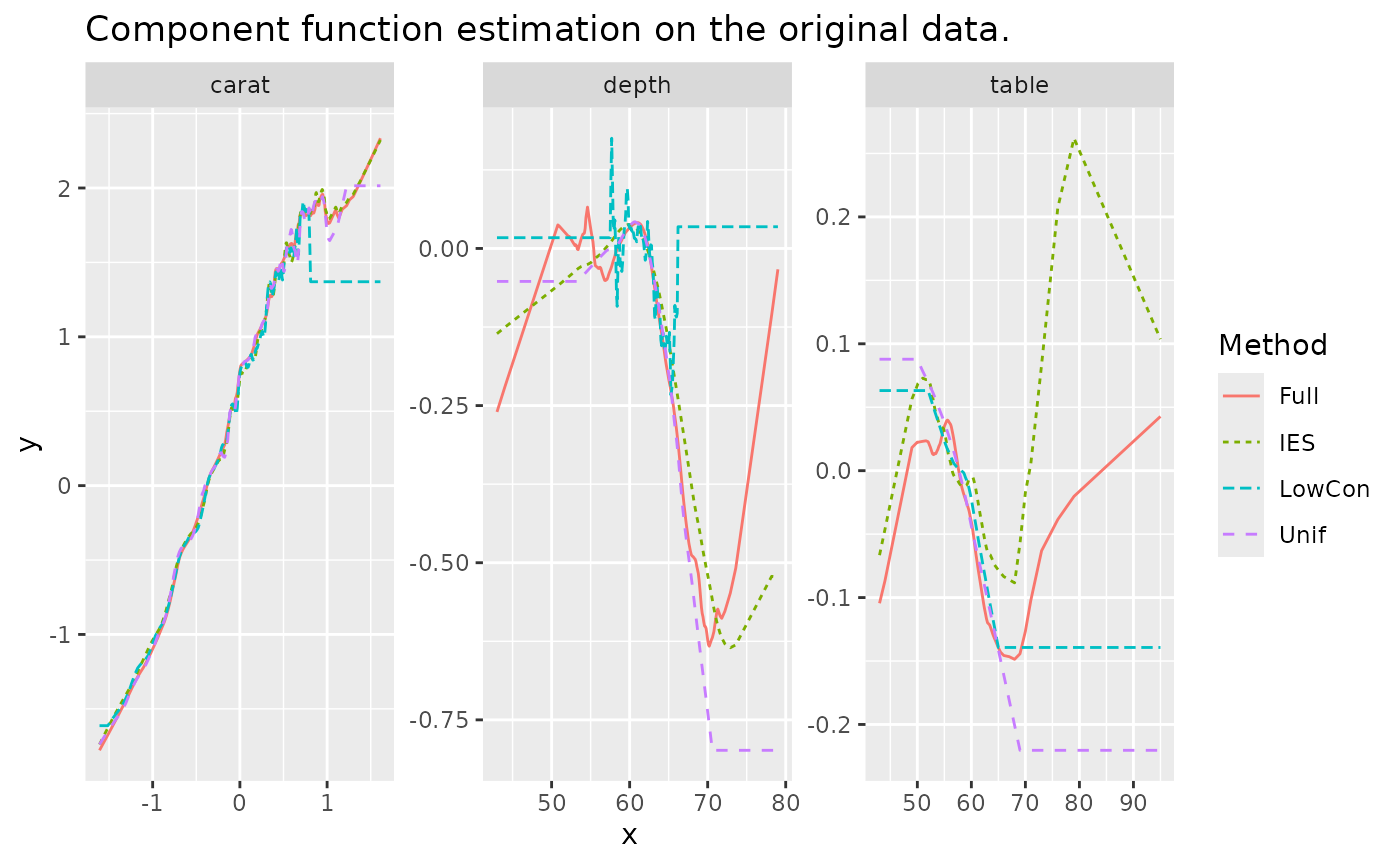 Component function estimation on the original data.
carat
depth
table
y
2
1
0
-1
-1
0
1
0.00
-0.25
-0.50
-0.75
50
60
70
80
0.2
0.1
0.0
-0.1
-0.2
50
60
70
80
90
x
Method
Full
IES
LowCon
Unif